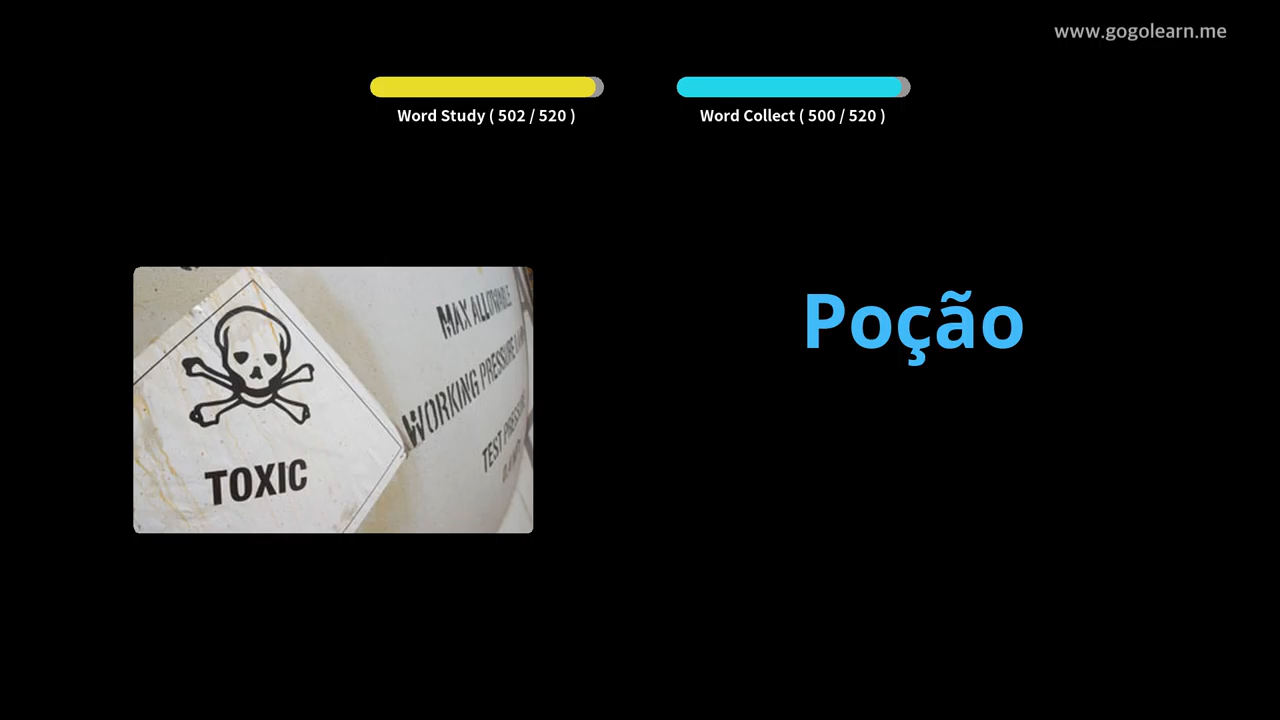 www.gogolearn.me
Word Study ( 502 / 520 )
Word Collect ( 500 / 520 )
Poção
MAX ALLOWABLE
WORKING PRESSURE
TEST PRESSURE
TOXIC